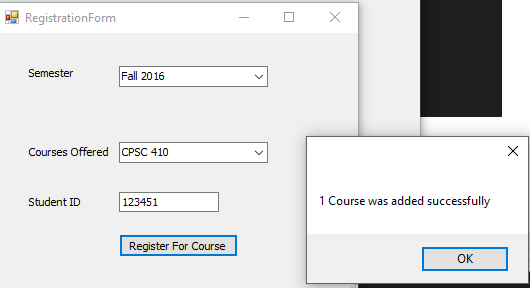 RegistrationForm
Semester
Fall 2016
Courses Offered
CPSC 410
Student ID
123451
Register For Course
1 Course was added successfully
OK